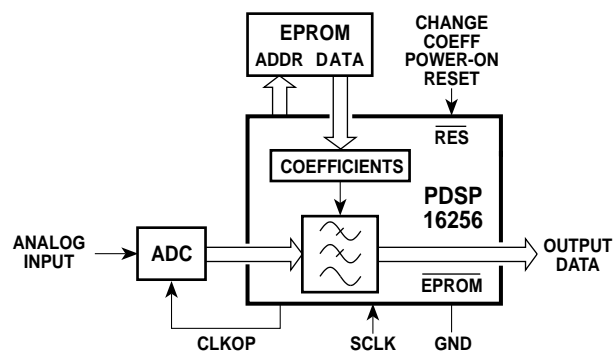 EPROM
ADDR DATA
CHANGE
COEFF
POWER-ON
RESET
RES
COEFFICIENTS
PDSP
16256
ANALOG
INPUT
ADC
OUTPUT
DATA
EPROM
CLKOP
SCLK
GND